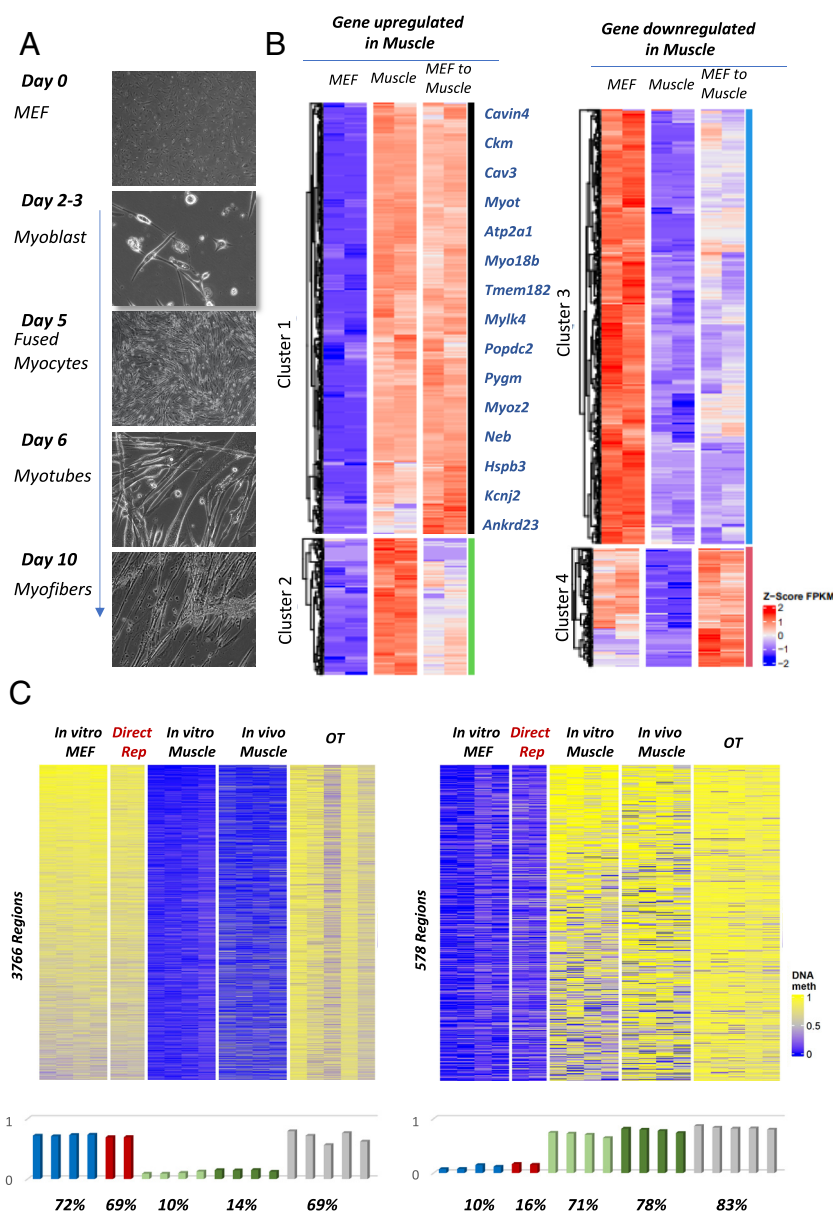 A
Day 0
MEF
Day 2-3
Myoblast
Day 5
Fused
Myocytes
Day 6
Myotubes
Day 10
Myofibers
B
Gene upregulated
in Muscle
MEF
Muscle
MEF to
Muscle
Cluster 1
Cluster 2
Cavin4
Ckm
Cav3
Myot
Atp2a1
Myo18b
Tmem182
Mylk4
Popdc2
Pygm
Myoz2
Neb
Hspb3
Kcnj2
Ankrd23
Gene downregulated
in Muscle
MEF
Muscle
MEF to
Muscle
Cluster 3
Cluster 4
Z-Score FPKM
2
1
0
-1
-2
C
In vitro
MEF
Direct
Rep
In vitro
Muscle
In vivo
Muscle
OT
3766 Regions
1
0
72%
69%
10%
14%
69%
In vitro
MEF
Direct
Rep
In vitro
Muscle
In vivo
Muscle
OT
578 Regions
DNA
meth
1
0.5
0
1
0
10%
16%
71%
78%
83%